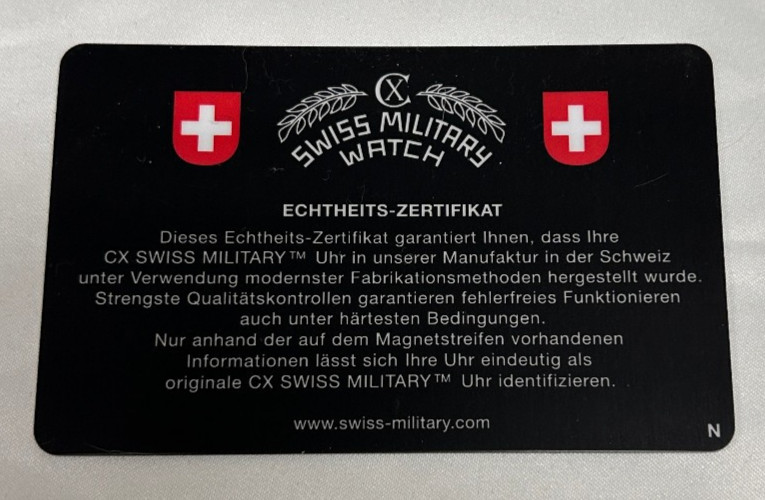 CX
SWISS MILITARY
WATCH
ECHTHEITS-ZERTIFIKAT
Dieses Echtheits-Zertifikat garantiert Ihnen, dass Ihre
CX SWISS MILITARY™ Uhr in unserer Manufaktur in der Schweiz
unter Verwendung modernster Fabrikationsmethoden hergestellt wurde.
Strengste Qualitätskontrollen garantieren fehlerfreies Funktionieren
auch unter härtesten Bedingungen.
Nur anhand der auf dem Magnetstreifen vorhandenen
Informationen lässt sich Ihre Uhr eindeutig als
originale CX SWISS MILITARY™ Uhr identifizieren.
www.swiss-military.com
N